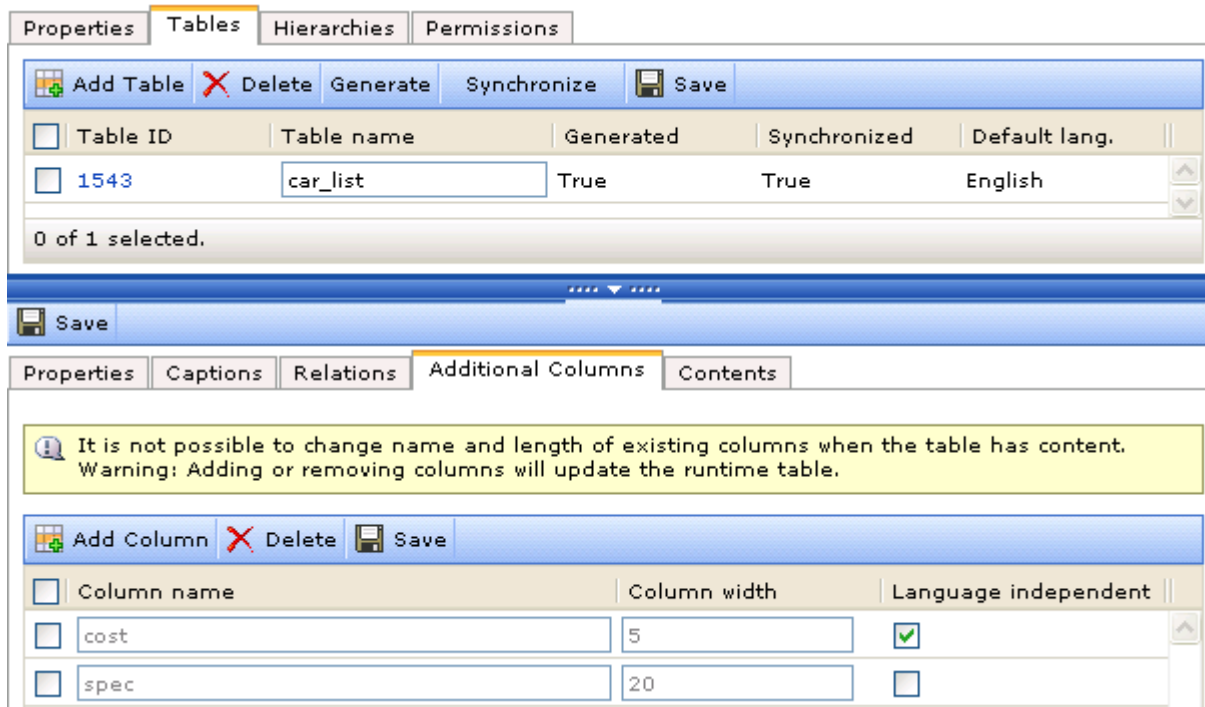 Properties Tables Hierarchies Permissions
Add Table Delete Generate Synchronize Save
Table ID Table name Generated Synchronized Default lang.
1543 car_list True True English
0 of 1 selected.
Save
Properties Captions Relations Additional Columns Contents
It is not possible to change name and length of existing columns when the table has content.
Warning: Adding or removing columns will update the runtime table.
Add Column Delete Save
Column name Column width Language independent
cost 5
spec 20